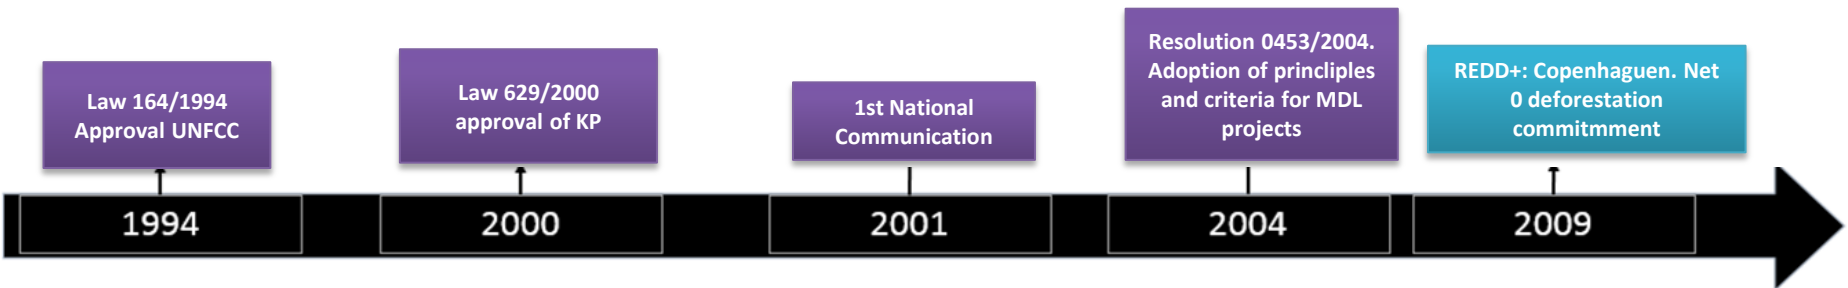 Law 164/1994
Approval UNFCC
Law 629/2000
approval of KP
1st National
Communication
Resolution 0453/2004.
Adoption of princliples
and criteria for MDL
projects
REDD+: Copenhaguen. Net
0 deforestation
commitmment
1994
2000
2001
2004
2009